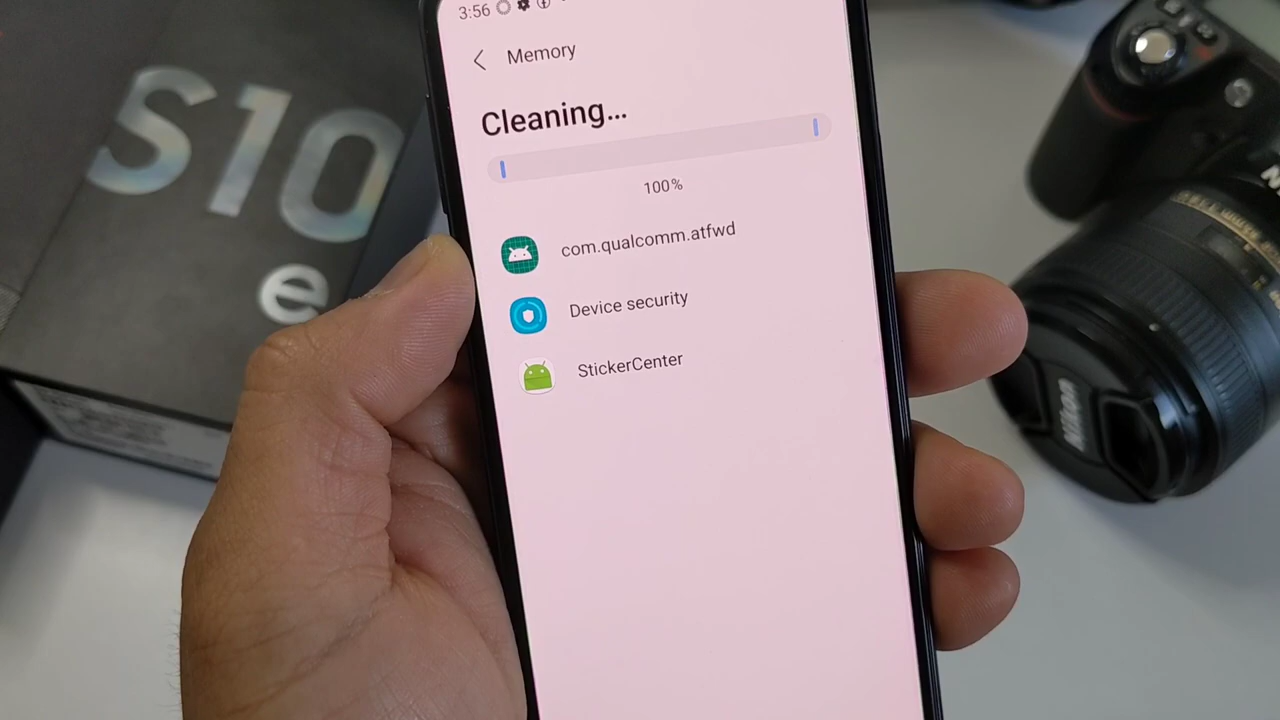 3:56
Memory
Cleaning...
100%
com.qualcomm.atfwd
Device security
StickerCenter
S10
e
Nikon